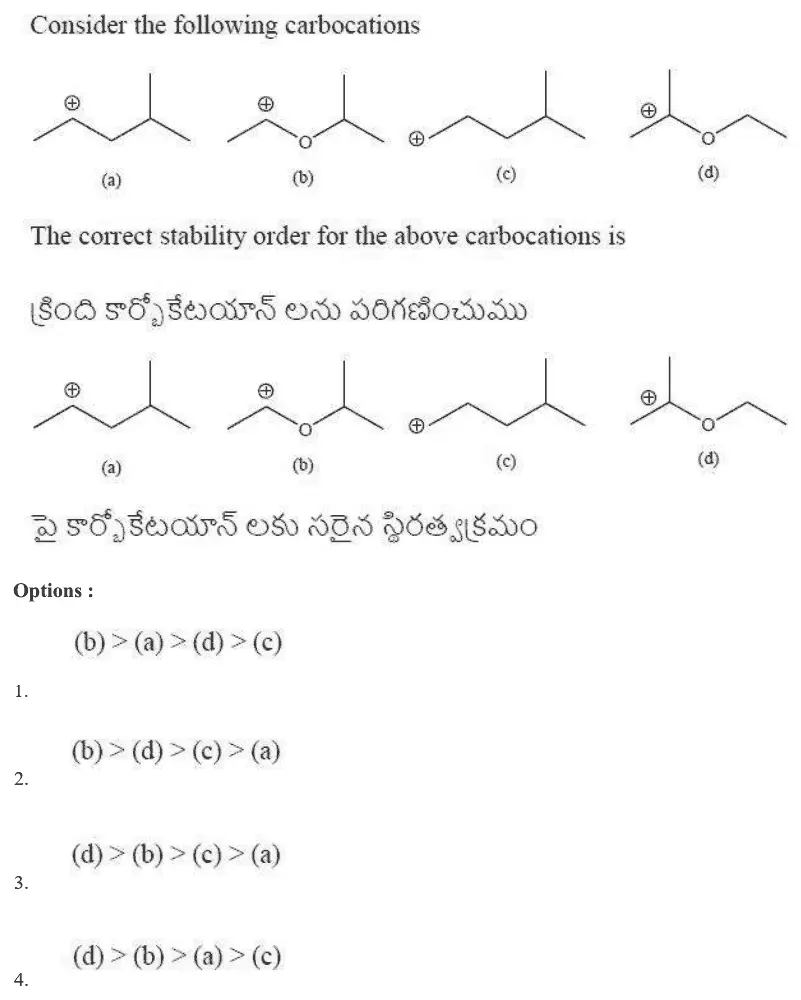 Consider the following carbocations
⊕ ⊕ ⊕ ⊕
O O
(a) (b) (c) (d)
The correct stability order for the above carbocations is
క్రింది కార్బోకేటయాన్ లను పరిగణించుము
⊕ ⊕ ⊕ ⊕
O O
(a) (b) (c) (d)
పై కార్బోకేటయాన్ లకు సరైన స్థిరత్వక్రమం
Options :
(b) > (a) > (d) > (c)
1.
(b) > (d) > (c) > (a)
2.
(d) > (b) > (c) > (a)
3.
(d) > (b) > (a) > (c)
4.